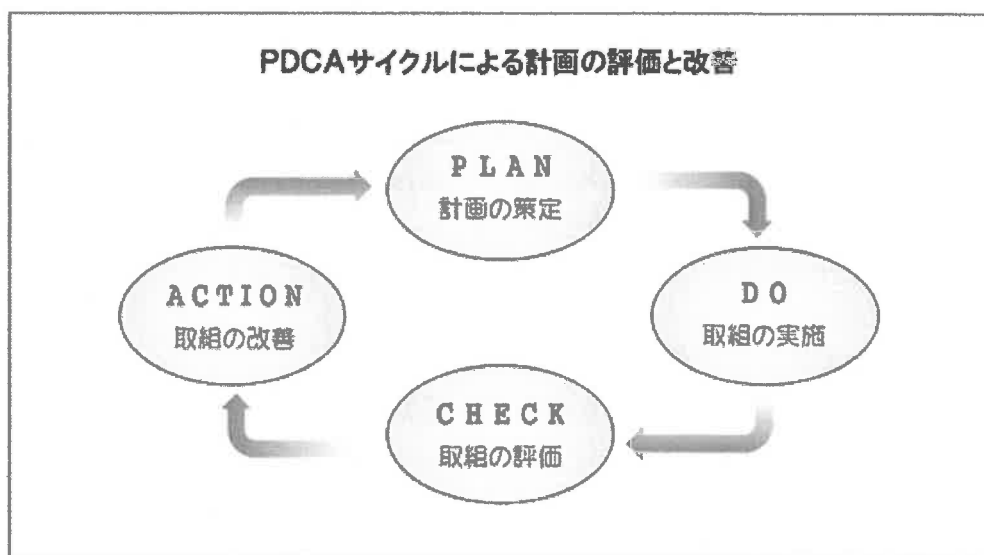 PDCAサイクルによる計画の評価と改善
PLAN
計画の策定
ACTION
取組の改善
DO
取組の実施
CHECK
取組の評価